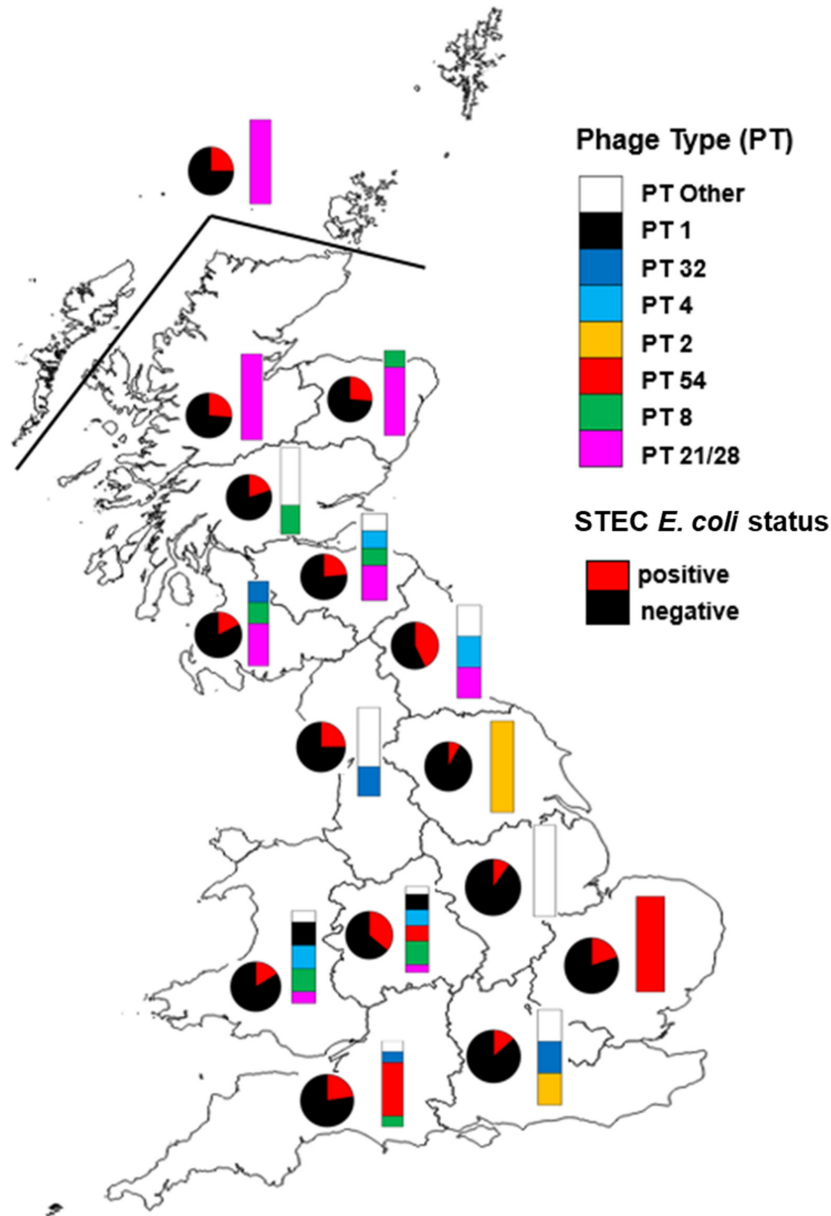 Phage Type (PT)
PT Other
PT 1
PT 32
PT 4
PT 2
PT 54
PT 8
PT 21/28
STEC E. coli status
positive
negative